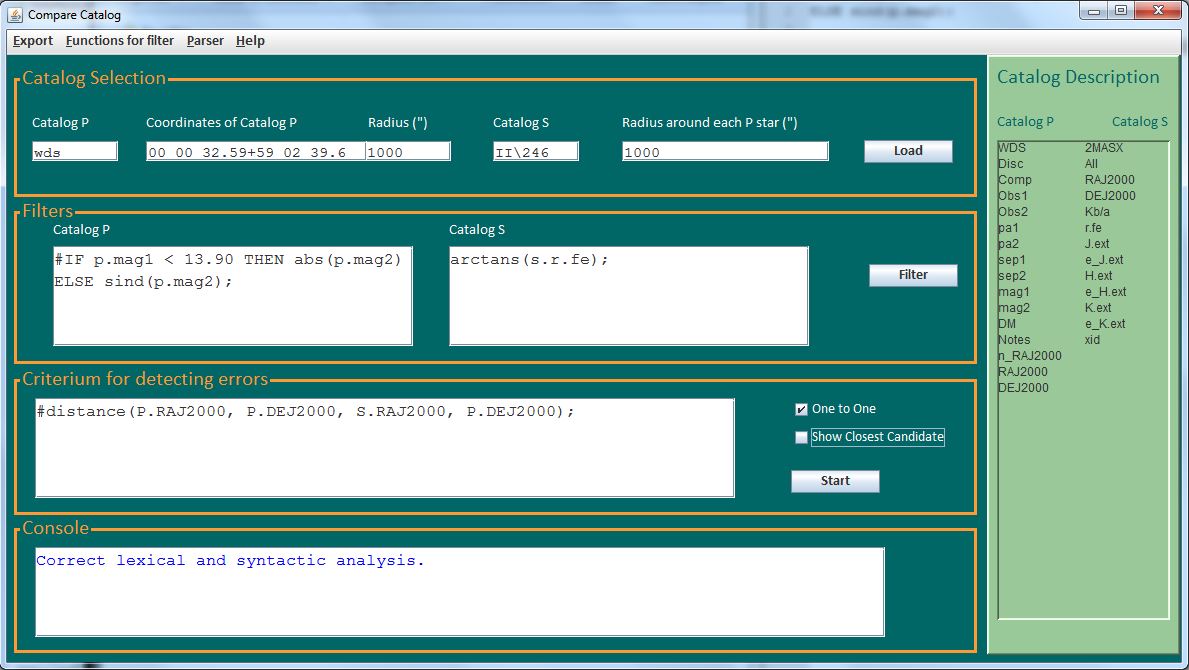 Compare Catalog
Export Functions for filter Parser Help
Catalog Selection
Catalog P Coordinates of Catalog P Radius (") Catalog S Radius around each P star (")
wds 00 00 32.59+59 02 39.6 1000 II\246 1000 Load
Filters
Catalog P Catalog S
#IF p.mag1 < 13.90 THEN abs(p.mag2) arctans(s.r.fe);
ELSE sind(p.mag2);
Filter
Criterium for detecting errors
#distance(P.RAJ2000, P.DEJ2000, S.RAJ2000, P.DEJ2000);
One to One
Show Closest Candidate
Start
Console
Correct lexical and syntactic analysis.
Catalog Description
Catalog P Catalog S
WDS 2MASX
Disc All
Comp RAJ2000
Obs1 DEJ2000
Obs2 Kb/a
pa1 r.fe
pa2 J.ext
sep1 e_J.ext
sep2 H.ext
mag1 e_H.ext
mag2 K.ext
DM e_K.ext
Notes xid
n_RAJ2000
RAJ2000
DEJ2000